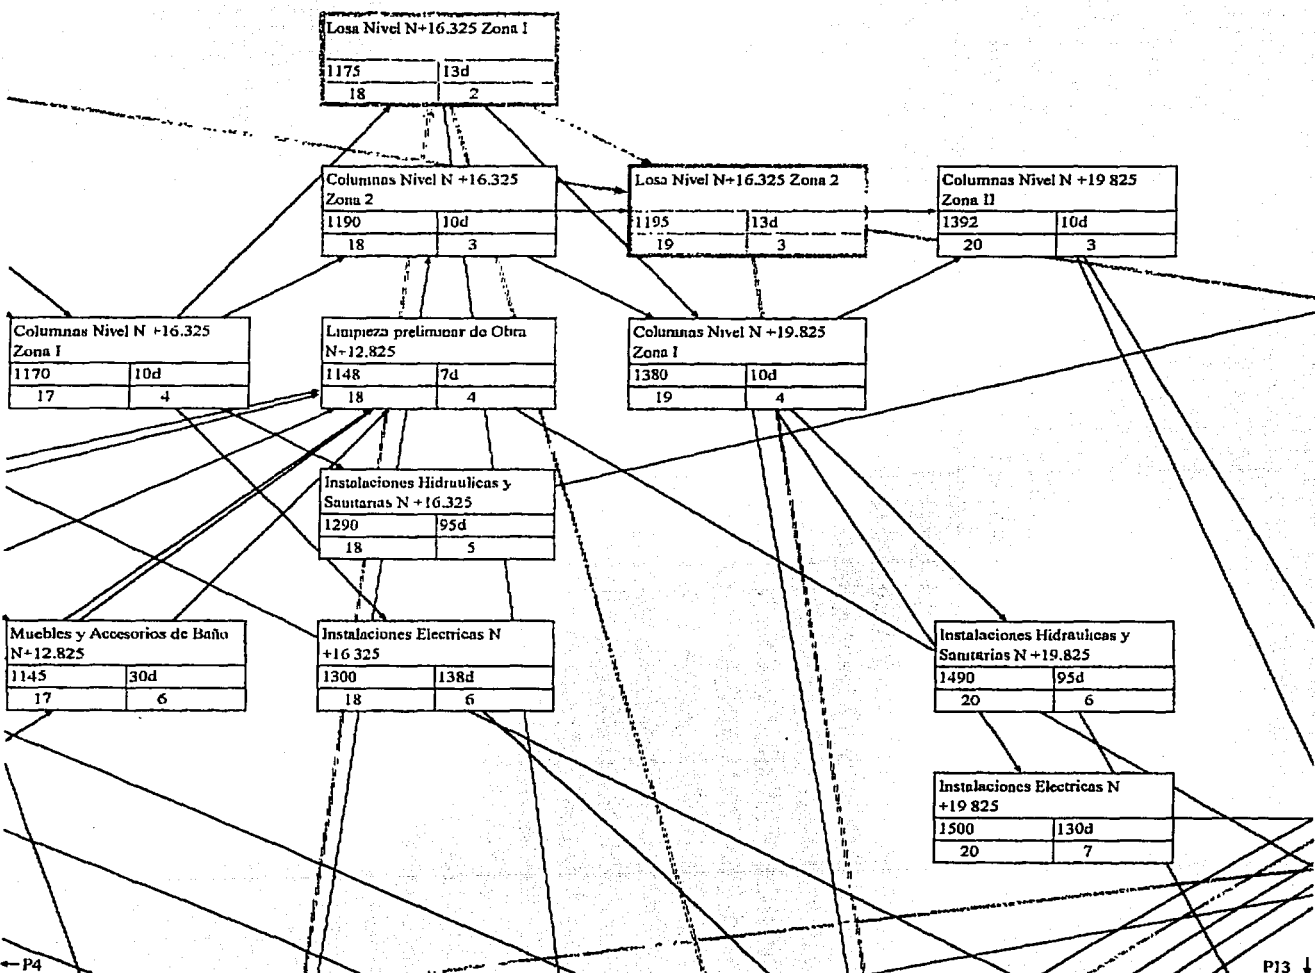 Losa Nivel N+16.325 Zona I
1175 13d
18 2
Columnas Nivel N +16.325
Zona 2
1190 10d
18 3
Losa Nivel N+16.325 Zona 2
1195 13d
19 3
Columnas Nivel N +19 825
Zona II
1392 10d
20 3
Columnas Nivel N +16.325
Zona I
1170 10d
17 4
Limpieza preliminar de Obra
N+12.825
1148 7d
18 4
Columnas Nivel N +19.825
Zona I
1380 10d
19 4
Instalaciones Hidraulicas y
Sanitarias N +16.325
1290 95d
18 5
Muebles y Accesorios de Baño
N+12.825
1145 30d
17 6
Instalaciones Electricas N
+16 325
1300 138d
18 6
Instalaciones Hidraulicas y
Sanitarias N +19.825
1490 95d
20 6
Instalaciones Electricas N
+19 825
1500 130d
20 7
P4
P13